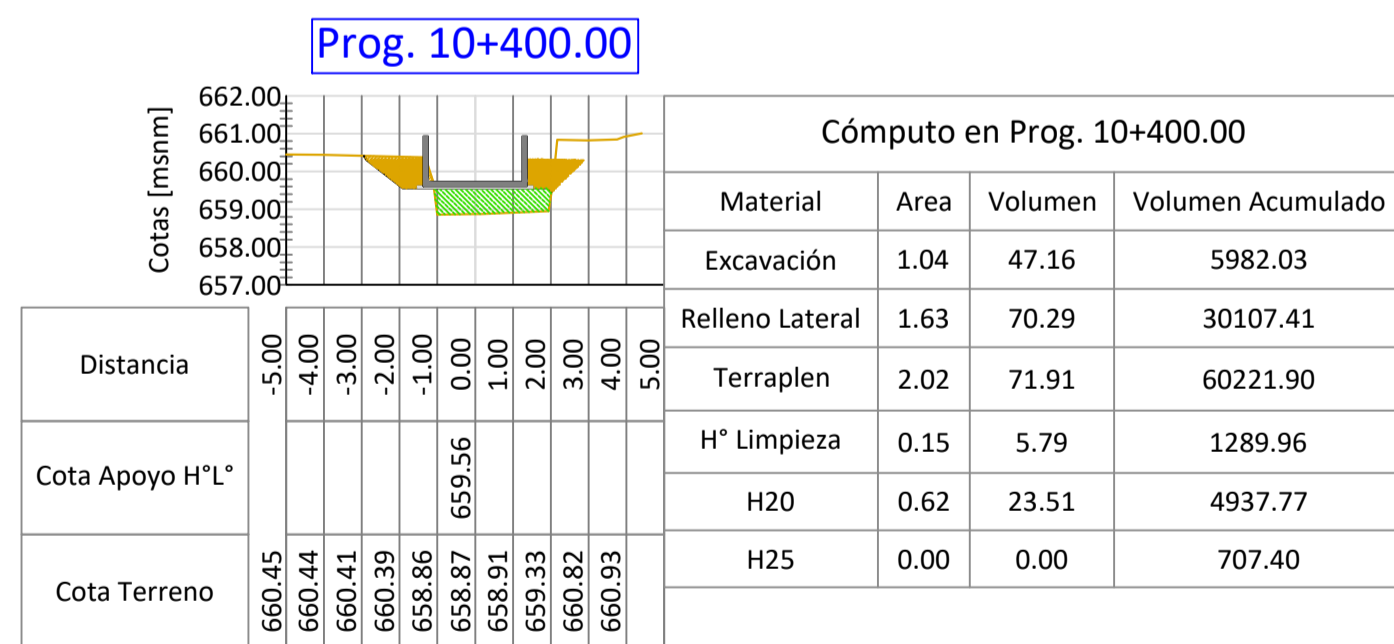 Prog. 10+400.00
Cotas [msnm]
662.00
661.00
660.00
659.00
658.00
657.00
Distancia -5.00 -4.00 -3.00 -2.00 -1.00 0.00 1.00 2.00 3.00 4.00 5.00
Cota Apoyo H°L° 659.56
Cota Terreno 660.45 660.44 660.41 660.39 658.86 658.87 658.91 659.33 660.82 660.93
Cómputo en Prog. 10+400.00
Material Area Volumen Volumen Acumulado
Excavación 1.04 47.16 5982.03
Relleno Lateral 1.63 70.29 30107.41
Terraplen 2.02 71.91 60221.90
H° Limpieza 0.15 5.79 1289.96
H20 0.62 23.51 4937.77
H25 0.00 0.00 707.40